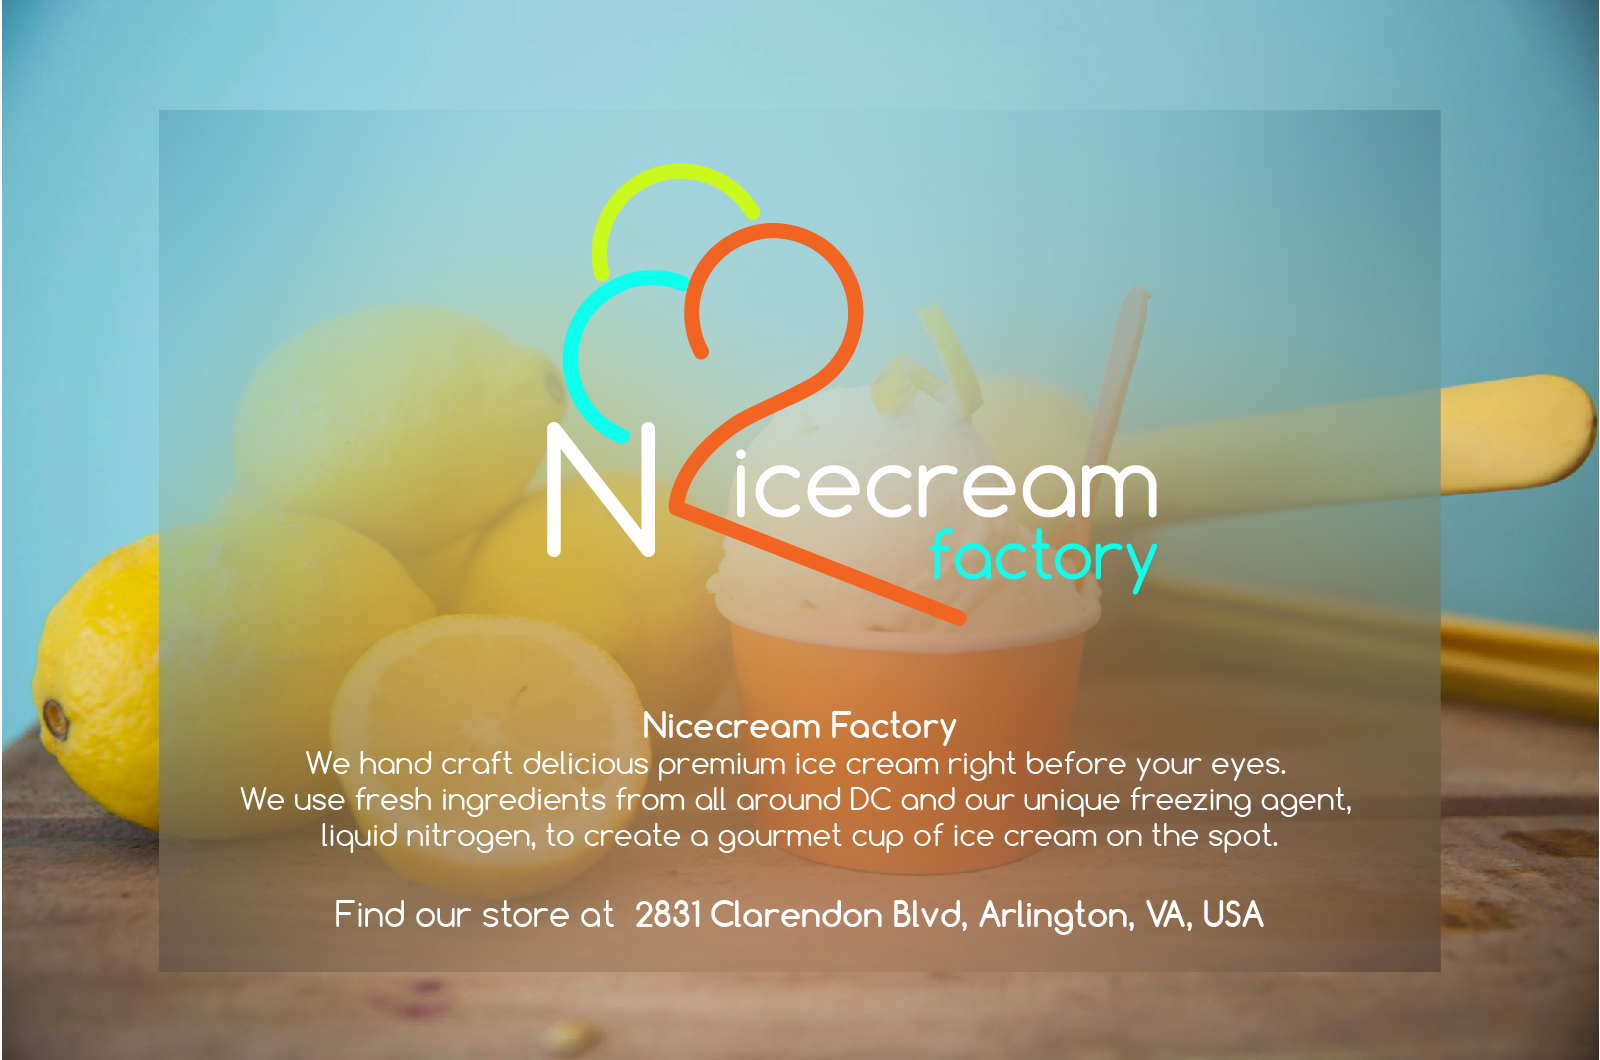 N2icecream
factory
Nicecream Factory
We hand craft delicious premium ice cream right before your eyes.
We use fresh ingredients from all around DC and our unique freezing agent,
liquid nitrogen, to create a gourmet cup of ice cream on the spot.
Find our store at 2831 Clarendon Blvd, Arlington, VA, USA